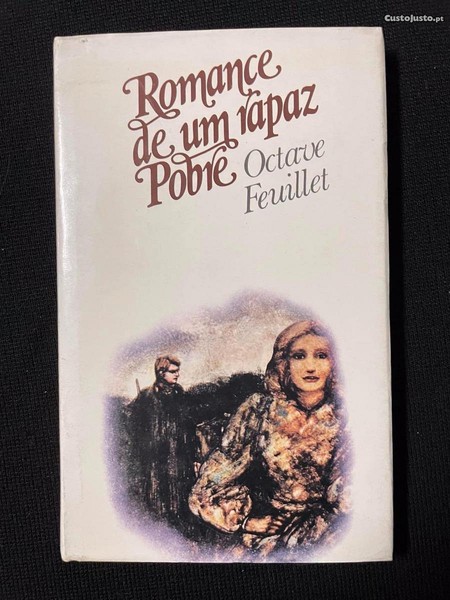 CustoJusto.pt
Romance
de um rapaz
Pobre
Octave
Feuillet